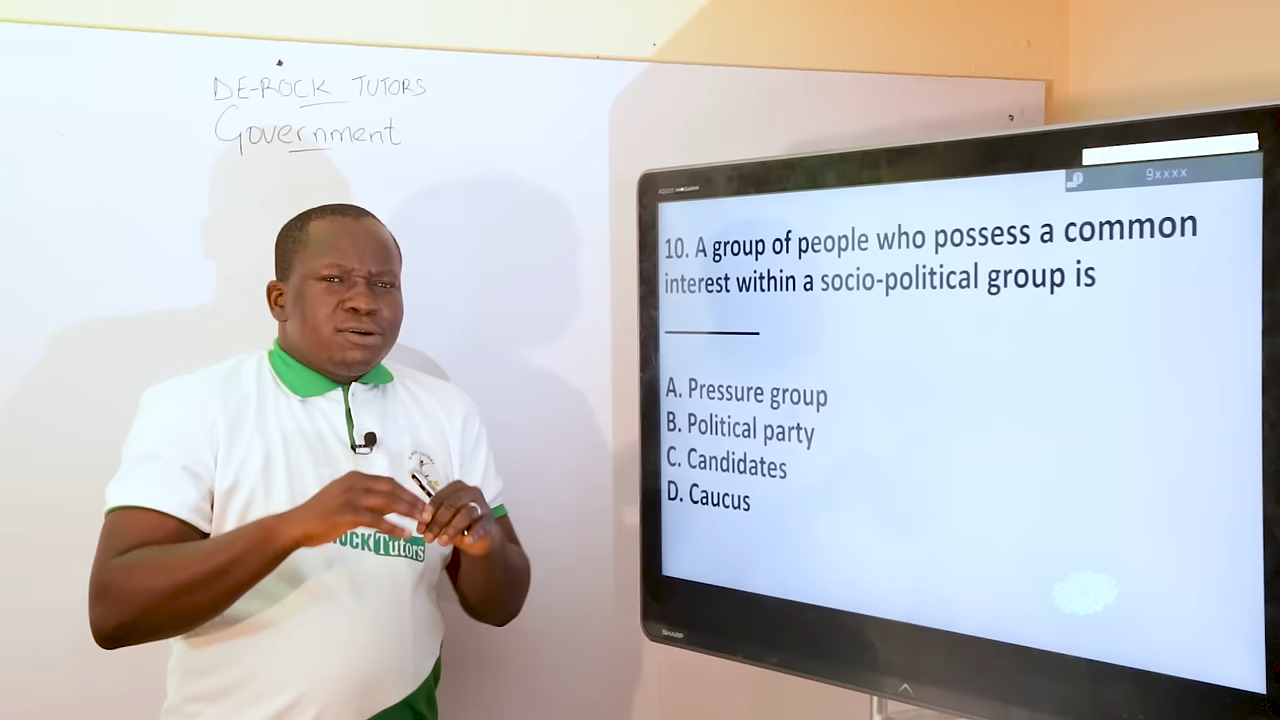 DE-ROCK TUTORS
Government
9xxxx
10. A group of people who possess a common
interest within a socio-political group is
A. Pressure group
B. Political party
C. Candidates
D. Caucus
OCK Tutors
SHARP